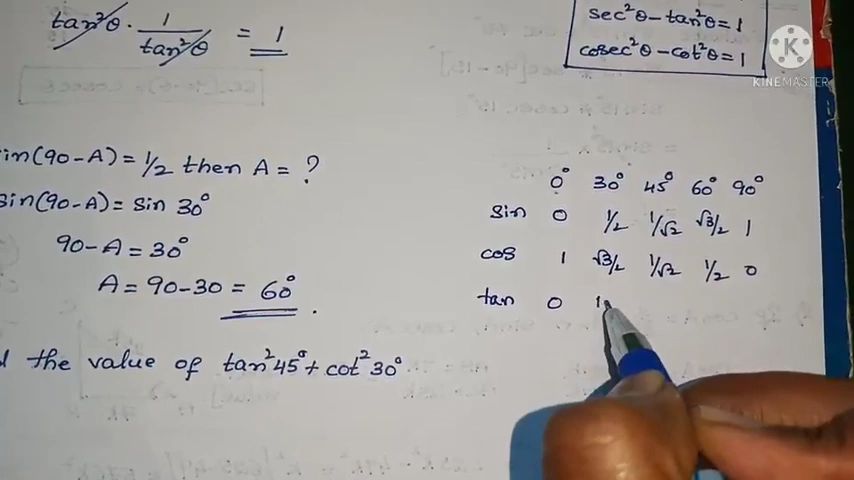 tan²θ · 1/tan²θ = 1
sec²θ - tan²θ = 1
cosec²θ - cot²θ = 1
KINEMASTER
in(90-A) = 1/2 then A = ?
sin(90-A) = sin 30°
90-A = 30°
A = 90-30 = 60°
the value of tan²45° + cot²30°
0° 30° 45° 60° 90°
sin 0 1/2 1/√2 √3/2 1
cos 1 √3/2 1/√2 1/2 0
tan 0 1